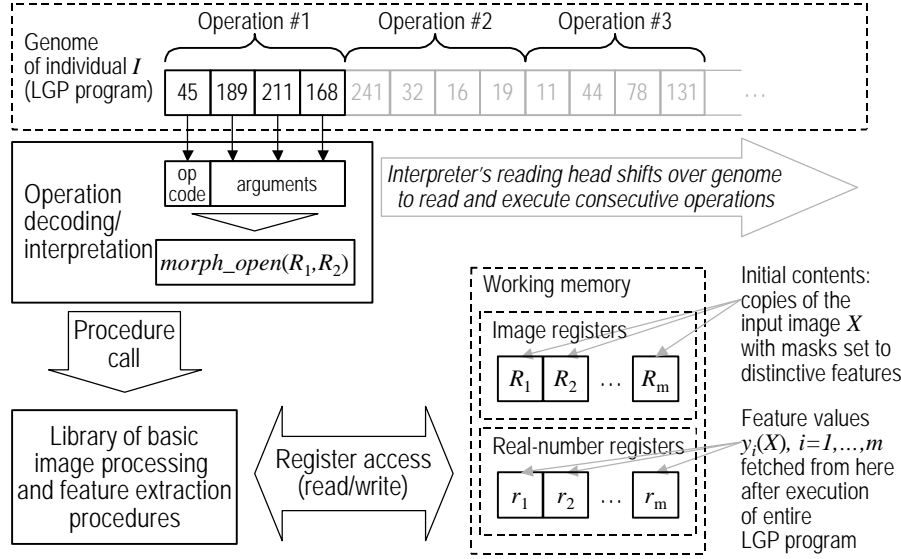 Operation #1 Operation #2 Operation #3
Genome
of individual I
(LGP program)
45 189 211 168 241 32 16 19 11 44 78 131 …
op
code
arguments
Operation
decoding/
interpretation
morph_open(R1,R2)
Interpreter's reading head shifts over genome
to read and execute consecutive operations
Procedure
call
Library of basic
image processing
and feature extraction
procedures
Register access
(read/write)
Working memory
Image registers
R1 R2 … Rm
Real-number registers
r1 r2 … rm
Initial contents:
copies of the
input image X
with masks set to
distinctive features
Feature values
yi(X), i=1,...,m
fetched from here
after execution
of entire
LGP program